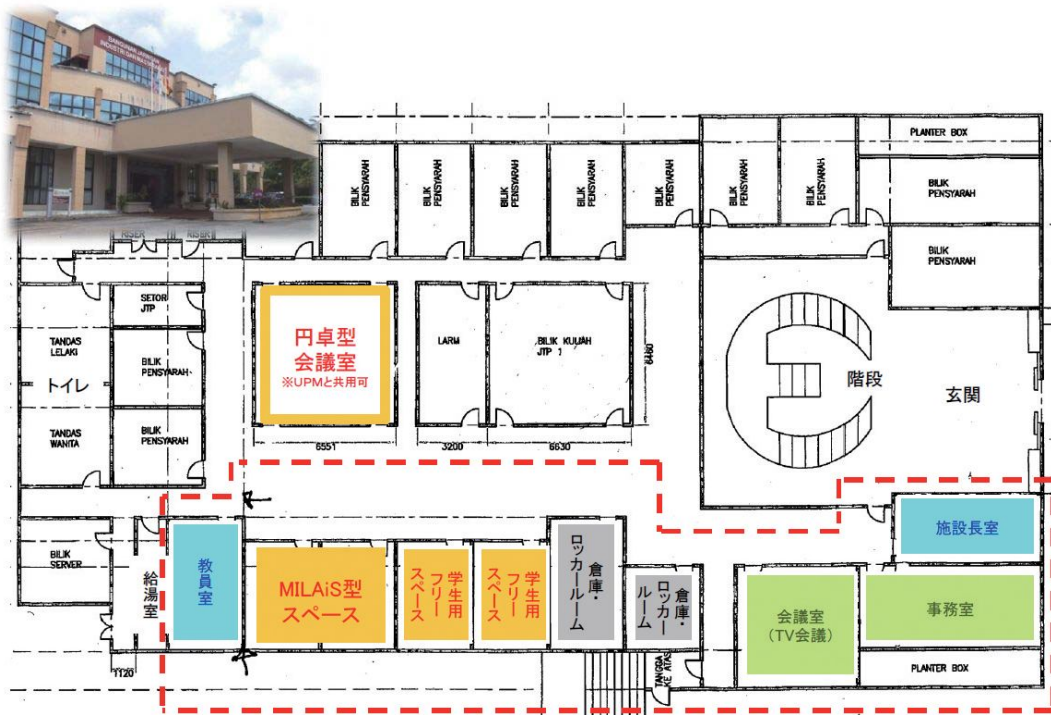 PLANTER BOX
BILIK
PENSYARAH
BILIK
PENSYARAH
BILIK
PENSYARAH
BILIK
PENSYARAH
BILIK
PENSYARAH
BILIK
PENSYARAH
BILIK
PENSYARAH
BILIK
PENSYARAH
BILIK
PENSYARAH
RISER
RISER
SETOR
JTP
TANDAS
LELAKI
トイレ
TANDAS
WANITA
BILIK
PENSYARAH
BILIK
PENSYARAH
円卓型
会議室
※UPMと共用可
LARM
BILIK KULIAH
JTP 1
6460
6551
3200
6630
階段
玄関
BILIK
SERVER
給湯室
1120
教員室
MILAiS型
スペース
学生用
フリー
スペース
学生用
フリー
スペース
倉庫・
ロッカールーム
倉庫・
ロッカー
ルーム
TANGGA
KE ATAS
会議室
(TV会議)
施設長室
事務室
PLANTER BOX